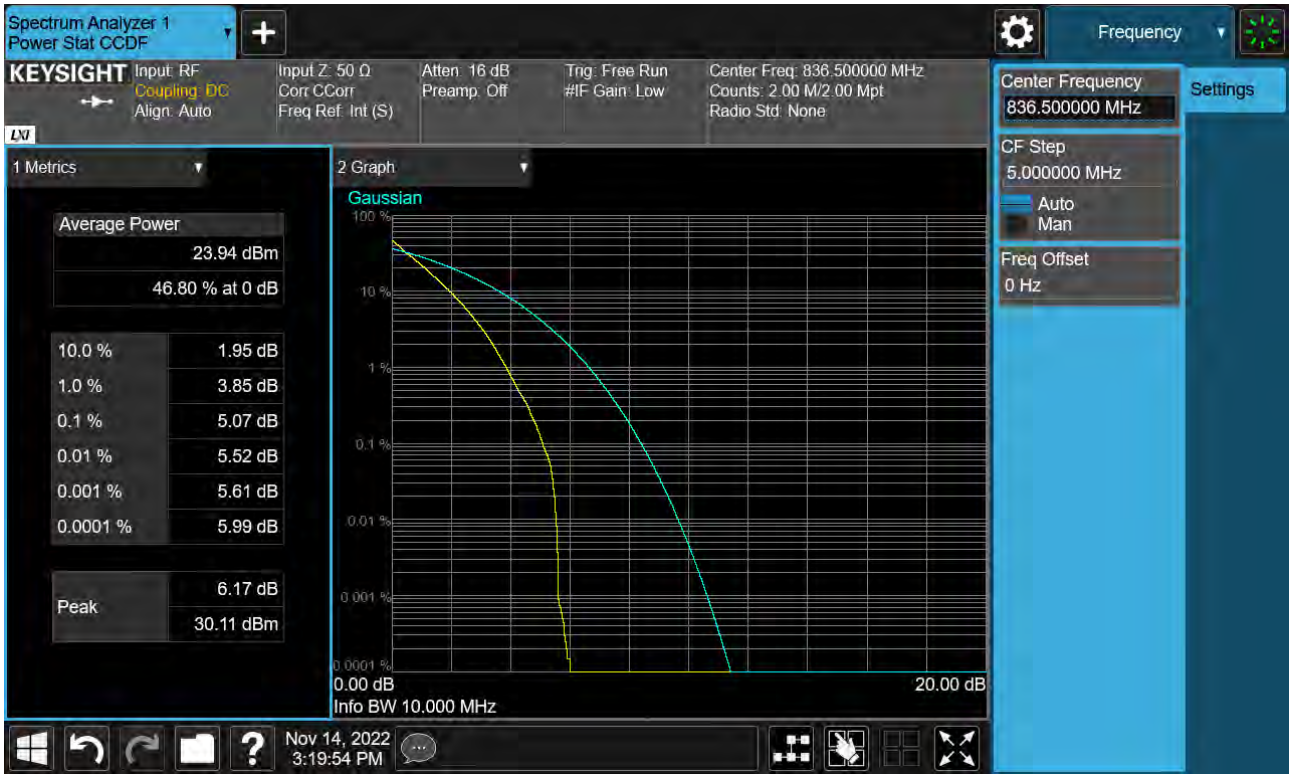 Spectrum Analyzer 1
Power Stat CCDF
+
Frequency
KEYSIGHT
LXI
Input: RF
Coupling: DC
Align: Auto
Input Z: 50 Ω
Corr CCorr
Freq Ref: Int (S)
Atten: 16 dB
Preamp: Off
Trig: Free Run
#IF Gain: Low
Center Freq: 836.500000 MHz
Counts: 2.00 M/2.00 Mpt
Radio Std: None
Center Frequency
836.500000 MHz
Settings
CF Step
5.000000 MHz
Auto
Man
Freq Offset
0 Hz
1 Metrics
Average Power
23.94 dBm
46.80 % at 0 dB
10.0 % 1.95 dB
1.0 % 3.85 dB
0.1 % 5.07 dB
0.01 % 5.52 dB
0.001 % 5.61 dB
0.0001 % 5.99 dB
Peak
6.17 dB
30.11 dBm
2 Graph
Gaussian
100 %
10 %
1 %
0.1 %
0.01 %
0.001 %
0.0001 %
0.00 dB 20.00 dB
Info BW 10.000 MHz
?
Nov 14, 2022
3:19:54 PM